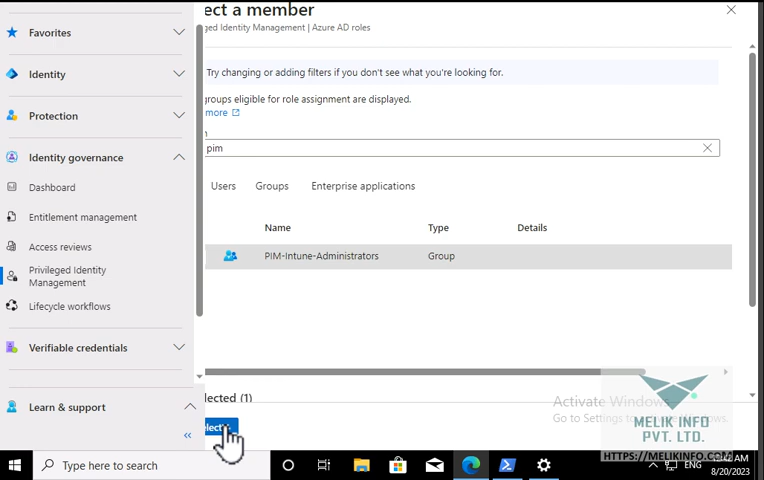 ect a member
ged Identity Management | Azure AD roles
Favorites
Identity
Protection
Identity governance
Dashboard
Entitlement management
Access reviews
Privileged Identity
Management
Lifecycle workflows
Verifiable credentials
Learn & support
Try changing or adding filters if you don't see what you're looking for.
groups eligible for role assignment are displayed.
more
pim
Users Groups Enterprise applications
Name Type Details
PIM-Intune-Administrators Group
lected (1)
Activate Windows
Go to Settings to
MELIK INFO
PVT. LTD.
HTTPS://MELIKINFO.COM
Type here to search
ENG
AM
8/20/2023